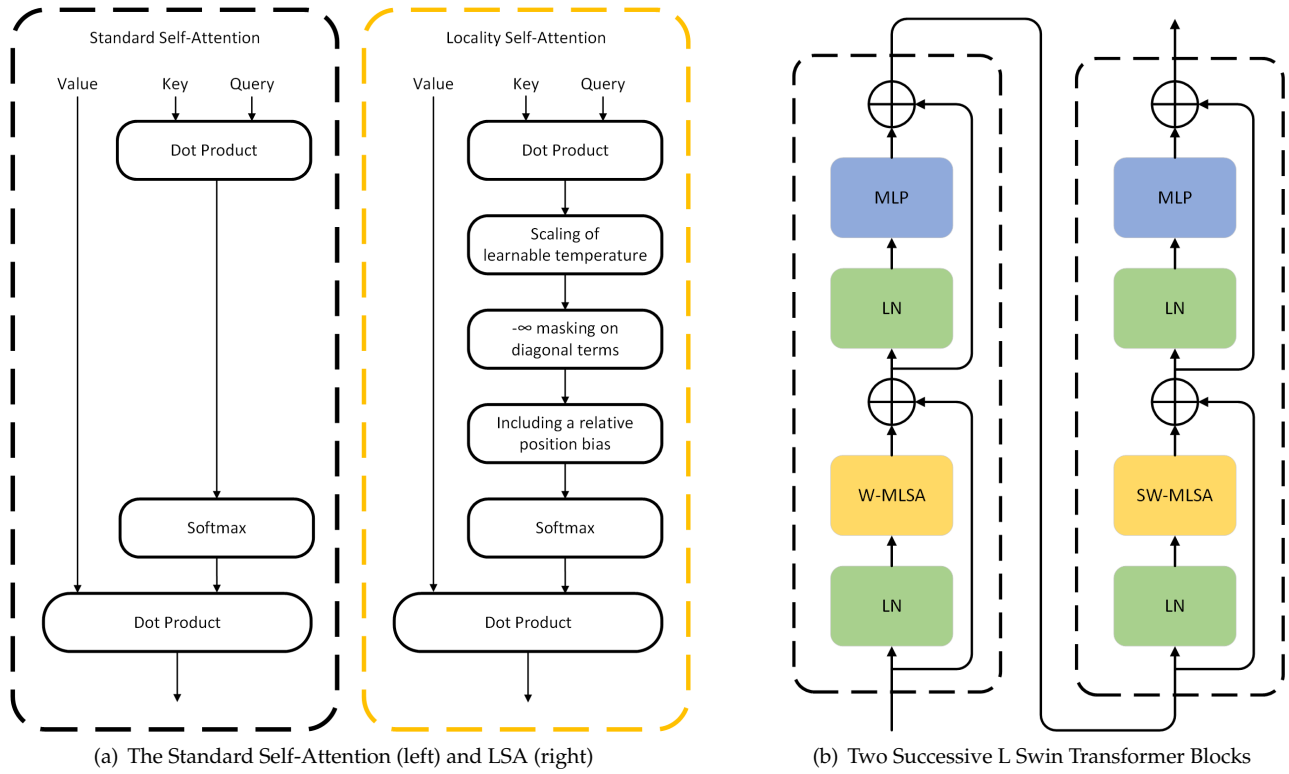 Standard Self-Attention
Value
Key
Query
Dot Product
Softmax
Dot Product
Locality Self-Attention
Value
Key
Query
Dot Product
Scaling of
learnable temperature
-∞ masking on
diagonal terms
Including a relative
position bias
Softmax
Dot Product
(a) The Standard Self-Attention (left) and LSA (right)
MLP
LN
W-MLSA
LN
MLP
LN
SW-MLSA
LN
(b) Two Successive L Swin Transformer Blocks